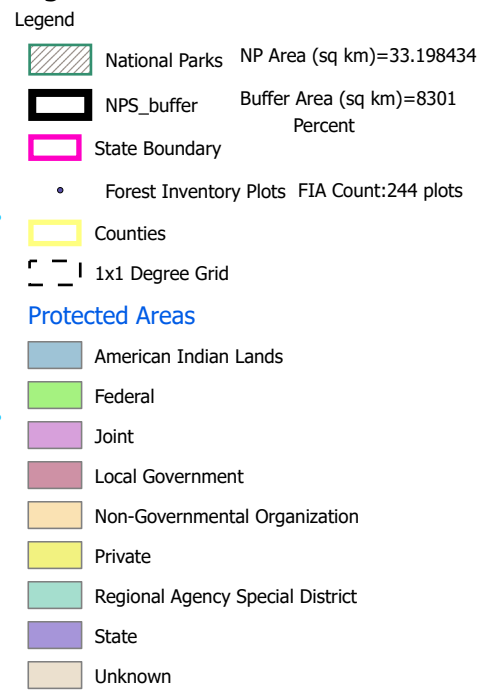 Legend
National Parks NP Area (sq km)=33.198434
NPS_buffer Buffer Area (sq km)=8301
Percent
State Boundary
Forest Inventory Plots FIA Count:244 plots
Counties
1x1 Degree Grid
Protected Areas
American Indian Lands
Federal
Joint
Local Government
Non-Governmental Organization
Private
Regional Agency Special District
State
Unknown